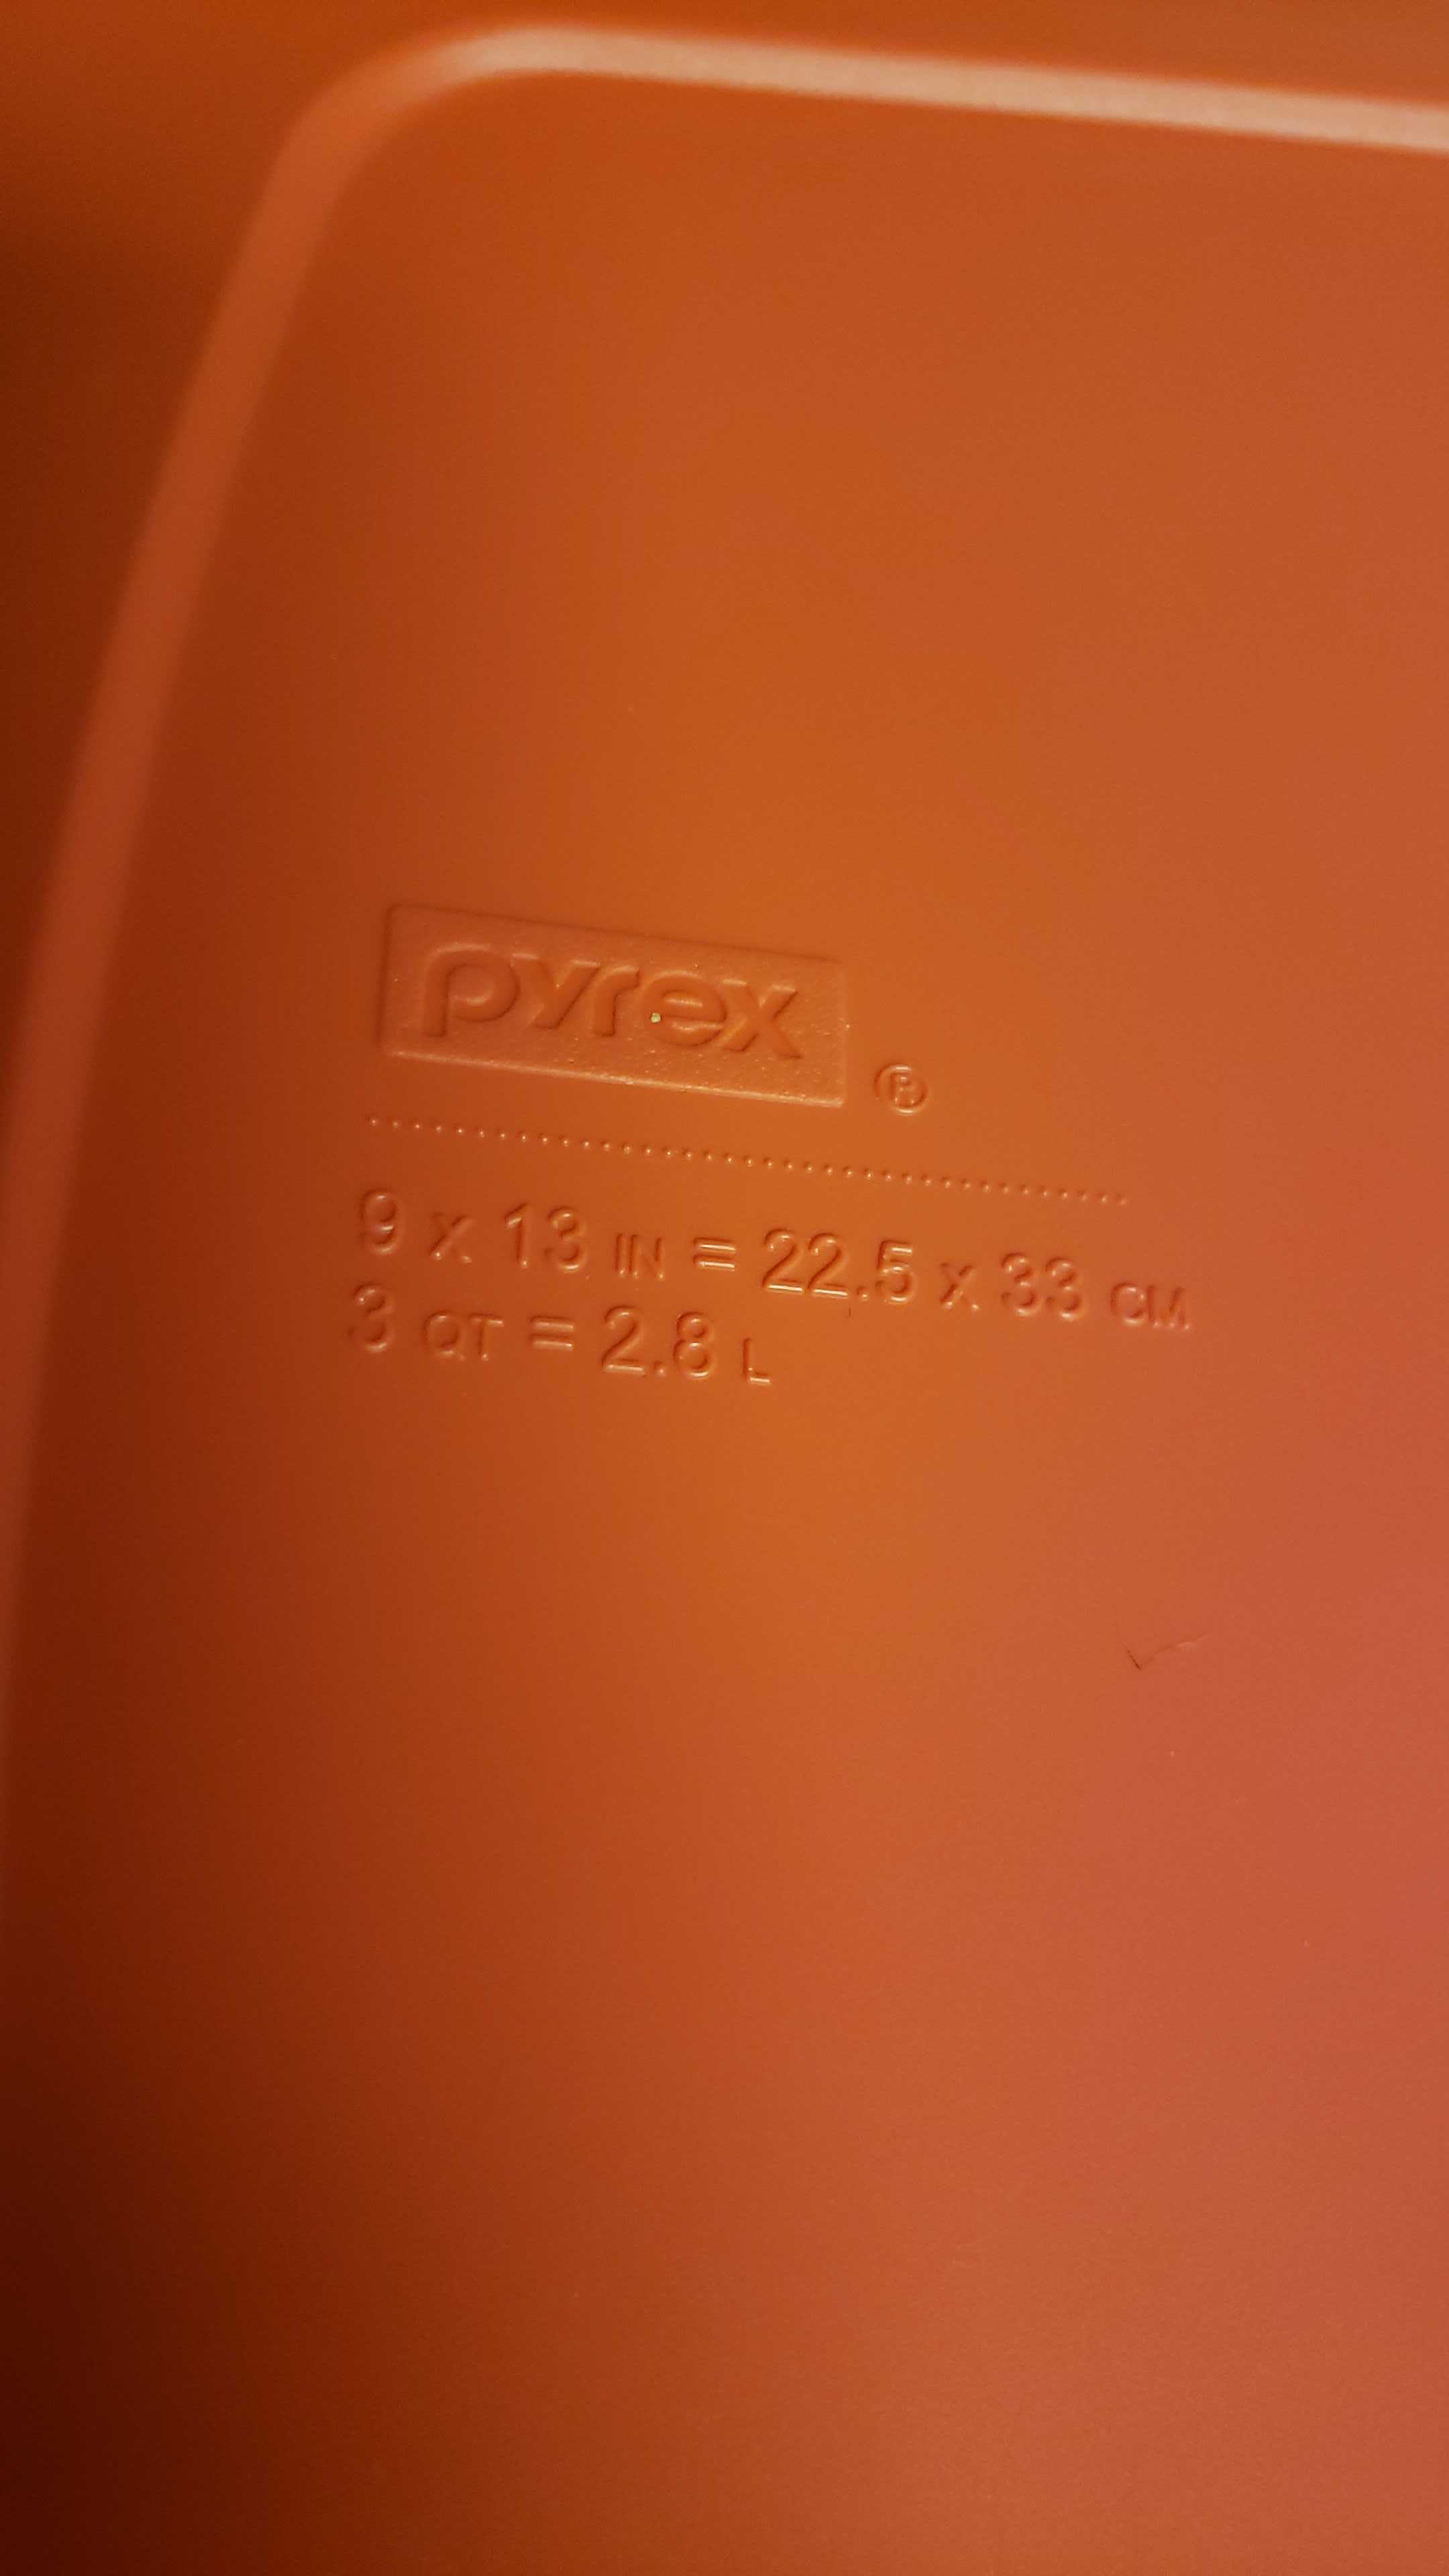 pyrex ®
9 x 13 IN = 22.5 x 33 CM
3 QT = 2.8 L